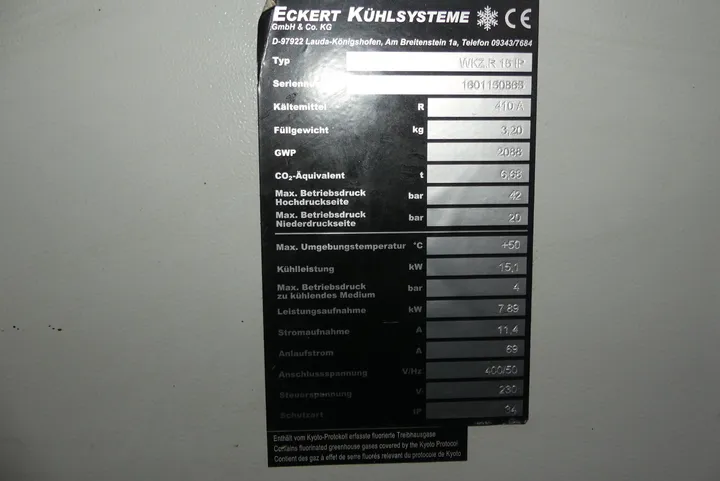 ECKERT KÜHLSYSTEME CE
GmbH & Co. KG
D-97922 Lauda-Königshofen, Am Breitenstein 1a, Telefon 09343/7684
Typ WKZ R 15 IP
Kältemittel R 410 A
Füllgewicht kg 3,20
GWP 2088
CO₂-Äquivalent t 6,68
Max. Betriebsdruck
Hochdruckseite bar 42
Max. Betriebsdruck
Niederdruckseite bar 20
Max. Umgebungstemperatur °C +50
Kühlleistung kW 15,1
Max. Betriebsdruck
zu kühlendes Medium bar 4
Leistungsaufnahme kW 7.89
Stromaufnahme A 11,4
Anlaufstrom A 69
Anschlussspannung V/Hz 400/50
Steuerspannung V 230
Schutzart IP 34
Enthält vom Kyoto-Protokoll erfasste fluorierte Treibhausgase
Contains fluorinated greenhouse gases covered by the Kyoto Protocol
Contient des gaz à effet de serre fluorés relevant du protocole de Kyoto